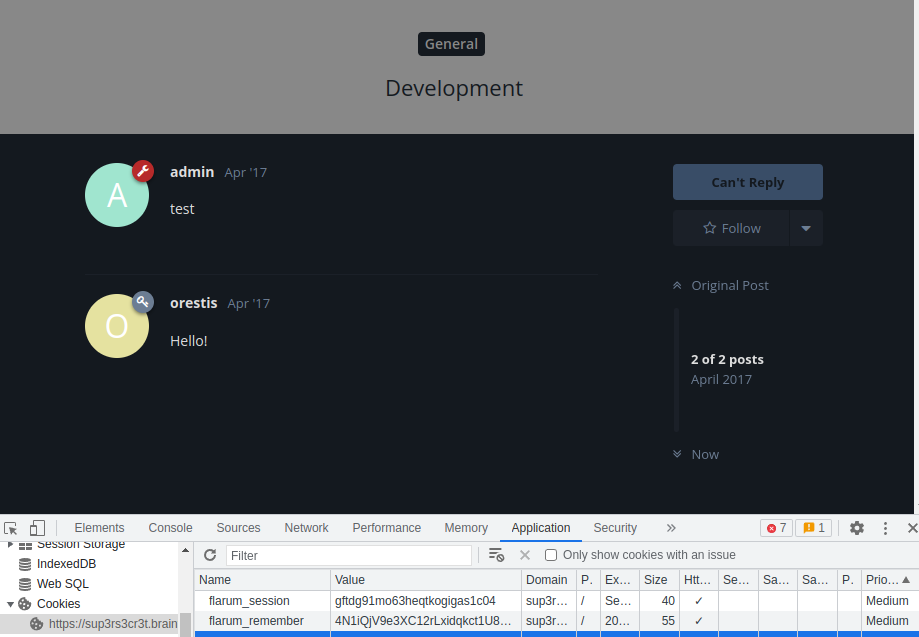 General
Development
A
admin Apr '17
test
Can't Reply
Follow
Original Post
O
orestis Apr '17
Hello!
2 of 2 posts
April 2017
Now
Elements Console Sources Network Performance Memory Application Security » 7 1
Session Storage
IndexedDB
Web SQL
Cookies
https://sup3rs3cr3t.brain
Filter
Only show cookies with an issue
Name Value Domain P. Ex… Size Htt… Se… Sa… Sa… P. Prio…
flarum_session gftdg91mo63heqtkogigas1c04 sup3r… / Se… 40 ✓ Medium
flarum_remember 4N1iQjV9e3XC12rLxidqkct1U8… sup3r… / 20… 55 ✓ Medium